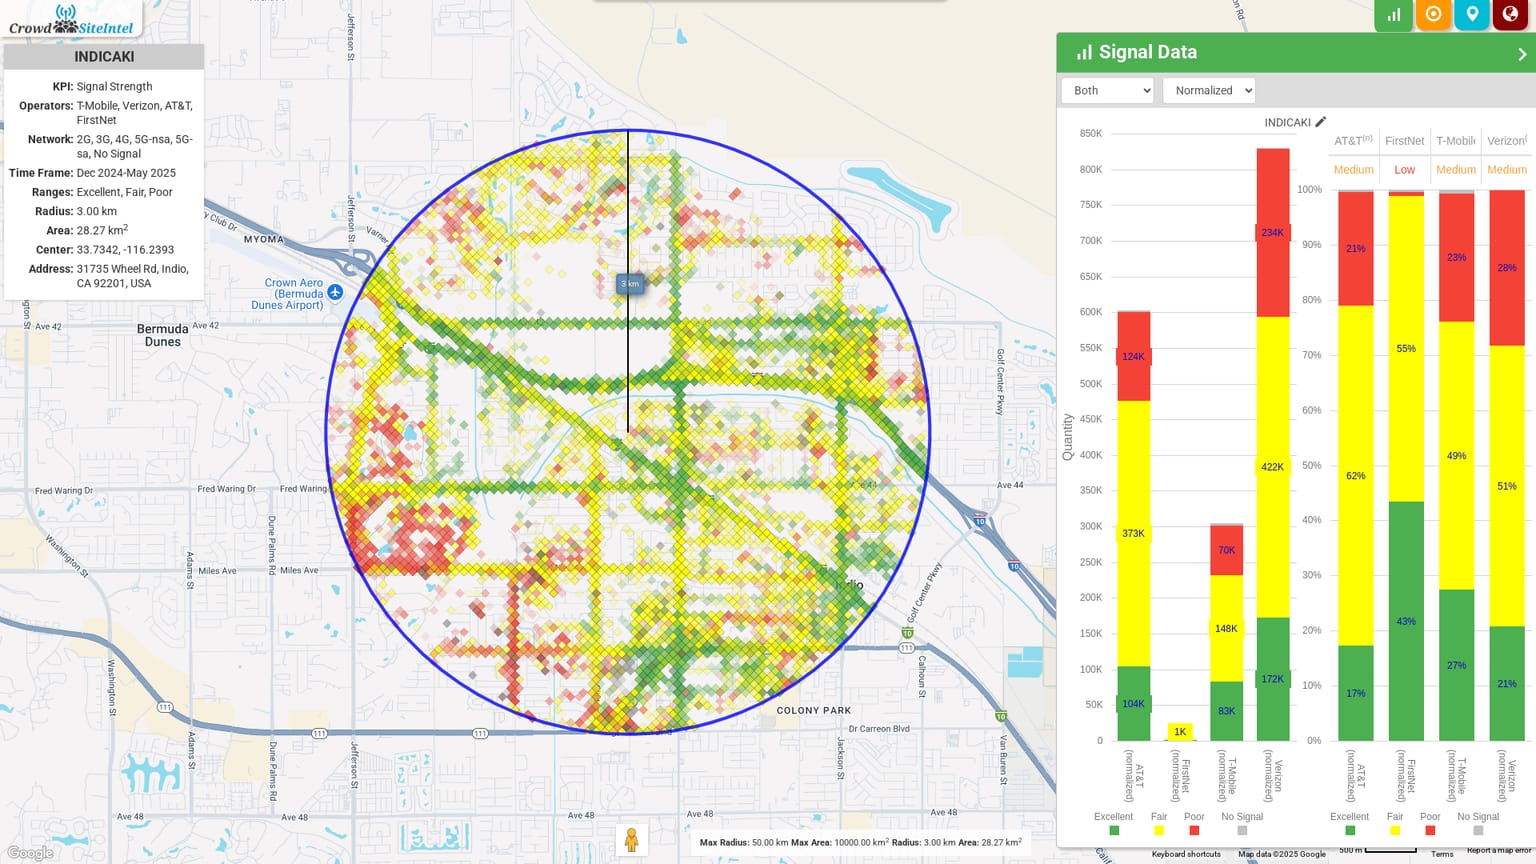 Crowd SiteIntel
INDICAKI
KPI: Signal Strength
Operators: T-Mobile, Verizon, AT&T,
FirstNet
Network: 2G, 3G, 4G, 5G-nsa, 5G-
sa, No Signal
Time Frame: Dec 2024-May 2025
Ranges: Excellent, Fair, Poor
Radius: 3.00 km
Area: 28.27 km2
Center: 33.7342, -116.2393
Address: 31735 Wheel Rd, Indio,
CA 92201, USA
Jefferson St
Jefferson St
y Club Dr
Varner
MYOMA
Crown Aero
(Bermuda
Dunes Airport)
3 km
Ave 42
Ave 42
Bermuda
Dunes
Golf Center Pkwy
Fred Waring Dr
Fred Waring Dr
Fred Waring
Ave 44
Ave 44
10
Washington St
Dune Palms Rd
Adams St
Miles Ave
Miles Ave
10
Golf Center Pkwy
10
111
Calhoun St
Washington St
111
COLONY PARK
Dr Carreon Blvd
10
111
111
Adams St
Dune Palms Rd
Jefferson St
Jackson St
Van Buren St
Ave 48
Ave 48
Ave 48
Google
Max Radius: 50.00 km Max Area: 10000.00 km2 Radius: 3.00 km Area: 28.27 km2
Signal Data
Both
Normalized
INDICAKI
850K
800K
750K
700K
650K
600K
550K
500K
450K
400K
350K
300K
250K
200K
150K
100K
50K
0
Quantity
124K
373K
104K
1K
70K
148K
83K
234K
422K
172K
AT&T
(normalized)
FirstNet
(normalized)
T-Mobile
(normalized)
Verizon
(normalized)
Excellent Fair Poor No Signal
AT&T(n) FirstNet T-Mobile Verizon(
Medium Low Medium Medium
100%
90%
80%
70%
60%
50%
40%
30%
20%
10%
0%
21%
62%
17%
55%
43%
23%
49%
27%
28%
51%
21%
AT&T
(normalized)
FirstNet
(normalized)
T-Mobile
(normalized)
Verizon
(normalized)
Excellent Fair Poor No Signal
Keyboard shortcuts Map data ©2025 Google 500 m Terms Report a map error